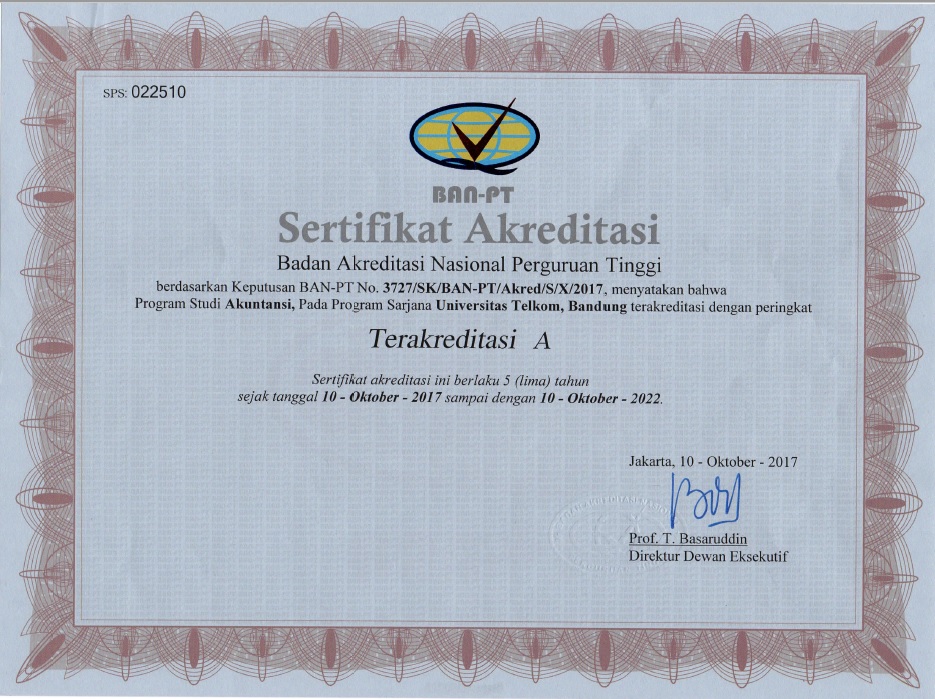 SPS: 022510
BAN-PT
Sertifikat Akreditasi
Badan Akreditasi Nasional Perguruan Tinggi
berdasarkan Keputusan BAN-PT No. 3727/SK/BAN-PT/Akred/S/X/2017, menyatakan bahwa
Program Studi Akuntansi, Pada Program Sarjana Universitas Telkom, Bandung terakreditasi dengan peringkat
Terakreditasi A
Sertifikat akreditasi ini berlaku 5 (lima) tahun
sejak tanggal 10 - Oktober - 2017 sampai dengan 10 - Oktober - 2022.
Jakarta, 10 - Oktober - 2017
Prof. T. Basaruddin
Direktur Dewan Eksekutif